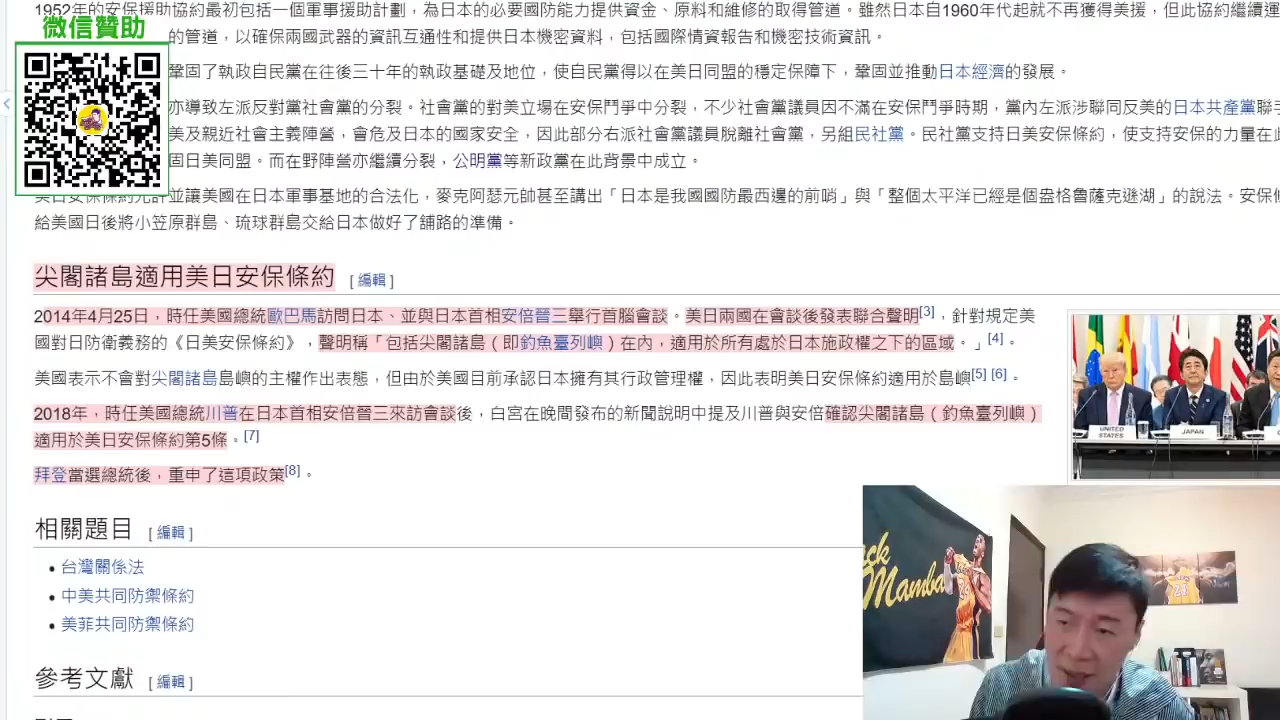 1952年的安保援助協約最初包括一個軍事援助計劃，為日本的必要國防能力提供資金、原料和維修的取得管道。雖然日本自1960年代起就不再獲得美援，但此協約繼續
微信贊助
的管道，以確保兩國武器的資訊互通性和提供日本機密資料，包括國際情資報告和機密技術資訊。
鞏固了執政自民黨在往後三十年的執政基礎及地位，使自民黨得以在美日同盟的穩定保障下，鞏固並推動日本經濟的發展。
亦導致左派反對黨社會黨的分裂。社會黨的對美立場在安保鬥爭中分裂，不少社會黨議員因不滿在安保鬥爭時期，黨內左派涉聯同反美的日本共產黨聯手
美及親近社會主義陣營，會危及日本的國家安全，因此部分右派社會黨議員脫離社會黨，另組民社黨。民社黨支持日美安保條約，使支持安保的力量在此
固日美同盟。而在野陣營亦繼續分裂，公明黨等新政黨在此背景中成立。
美日安保條約允許並讓美國在日本軍事基地的合法化，麥克阿瑟元帥甚至講出「日本是我國國防最西邊的前哨」與「整個太平洋已經是個盎格魯薩克遜湖」的說法。安保
給美國日後將小笠原群島、琉球群島交給日本做好了鋪路的準備。
尖閣諸島適用美日安保條約 [編輯]
2014年4月25日，時任美國總統歐巴馬訪問日本、並與日本首相安倍晉三舉行首腦會談。美日兩國在會談後發表聯合聲明[3]，針對規定美
國對日防衛義務的《日美安保條約》，聲明稱「包括尖閣諸島（即釣魚臺列嶼）在內，適用於所有處於日本施政權之下的區域。」[4]。
美國表示不會對尖閣諸島島嶼的主權作出表態，但由於美國目前承認日本擁有其行政管理權，因此表明美日安保條約適用於島嶼[5] [6]。
2018年，時任美國總統川普在日本首相安倍晉三來訪會談後，白宮在晚間發布的新聞說明中提及川普與安倍確認尖閣諸島（釣魚臺列嶼）
適用於美日安保條約第5條。[7]
拜登當選總統後，重申了這項政策[8]。
UNITED STATES
JAPAN
相關題目 [編輯]
台灣關係法
中美共同防禦條約
美菲共同防禦條約
Mamba
24
參考文獻 [編輯]